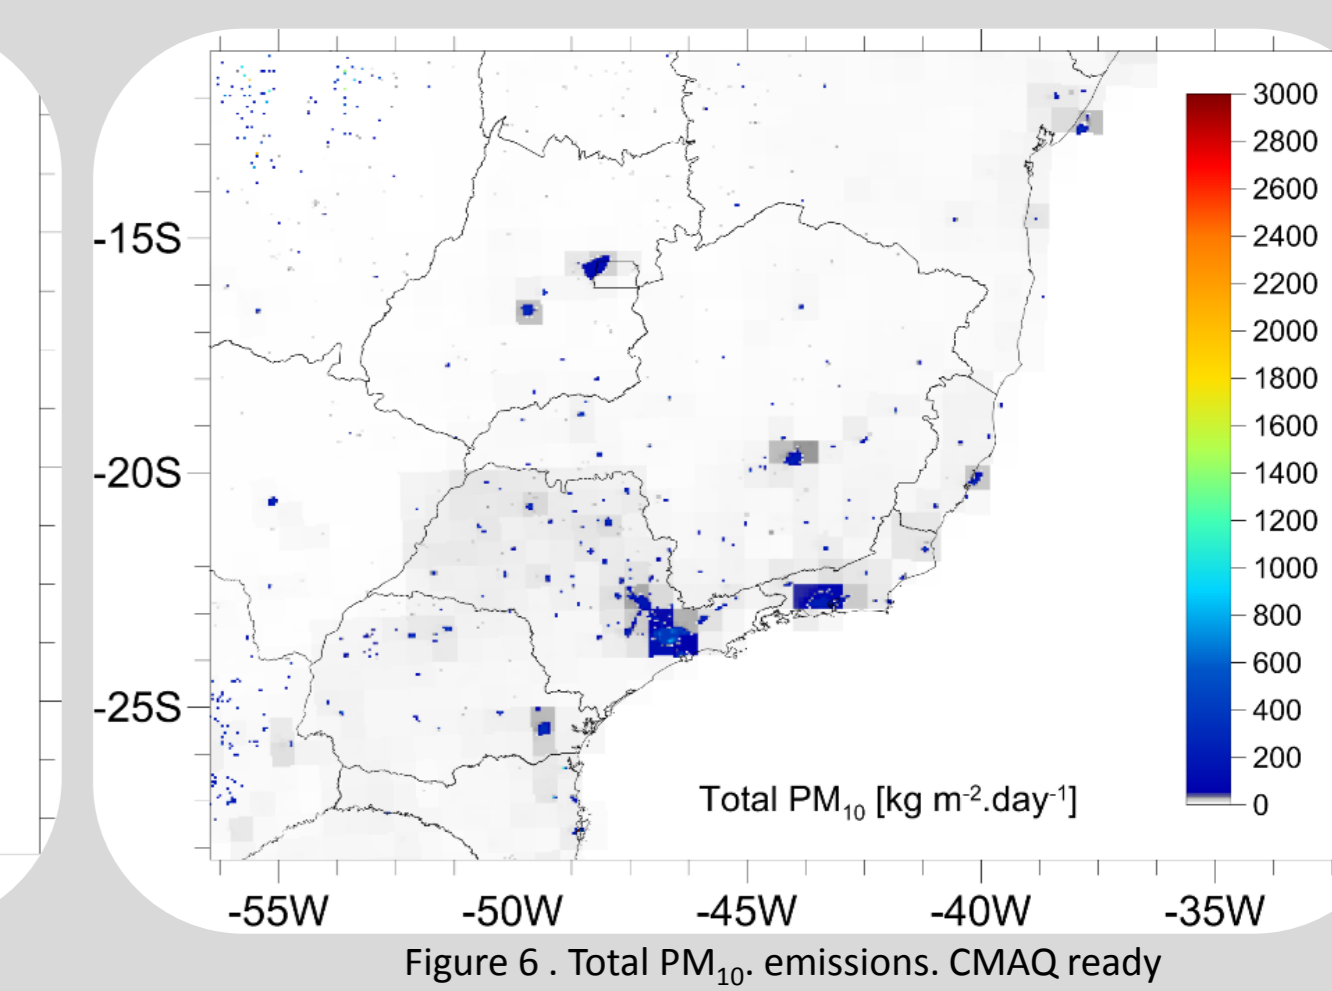 -15S
-20S
-25S
3000
2800
2600
2400
2200
2000
1800
1600
1400
1200
1000
800
600
400
200
0
Total PM₁₀ [kg m⁻².day⁻¹]
-55W -50W -45W -40W -35W
Figure 6 . Total PM₁₀. emissions. CMAQ ready